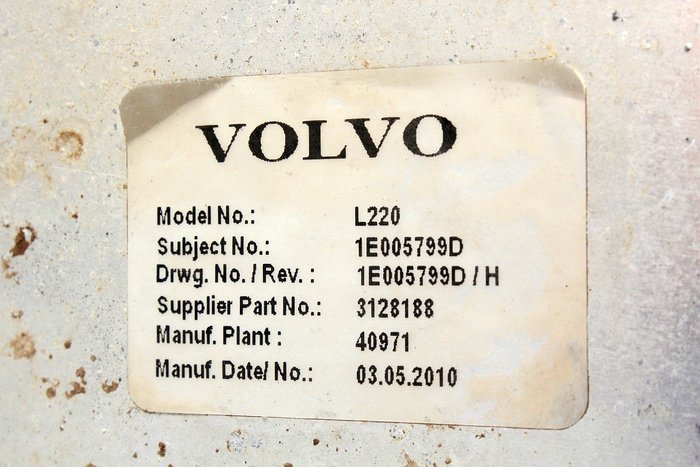 VOLVO
Model No.: L220
Subject No.: 1E005799D
Drwg. No. / Rev. : 1E005799D / H
Supplier Part No.: 3128188
Manuf. Plant : 40971
Manuf. Date/ No.: 03.05.2010